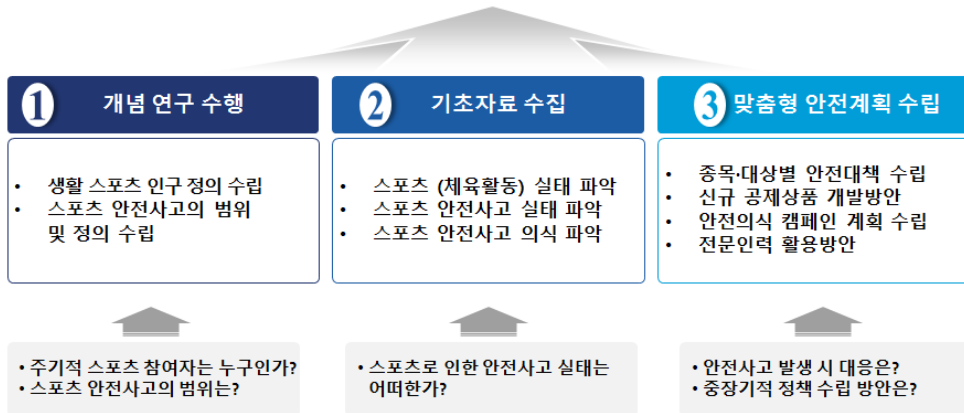 1 개념 연구 수행
• 생활 스포츠 인구 정의 수립
• 스포츠 안전사고의 범위
및 정의 수립
• 주기적 스포츠 참여자는 누구인가?
• 스포츠 안전사고의 범위는?
2 기초자료 수집
• 스포츠 (체육활동) 실태 파악
• 스포츠 안전사고 실태 파악
• 스포츠 안전사고 의식 파악
• 스포츠로 인한 안전사고 실태는
어떠한가?
3 맞춤형 안전계획 수립
• 종목·대상별 안전대책 수립
• 신규 공제상품 개발방안
• 안전의식 캠페인 계획 수립
• 전문인력 활용방안
• 안전사고 발생 시 대응은?
• 중장기적 정책 수립 방안은?